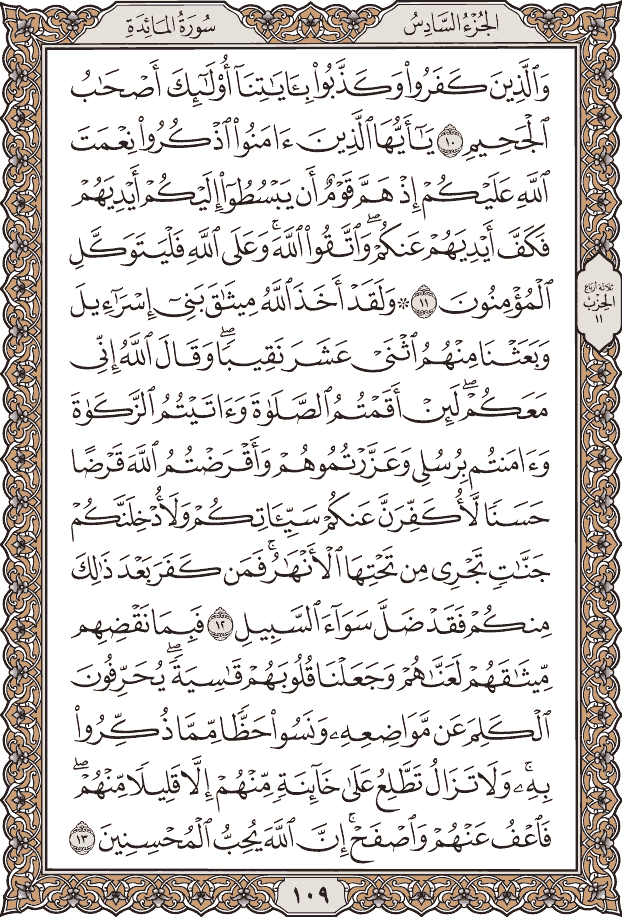 الجُزْءُ السَّادِسُ
سُورَةُ المَائِدَةِ
وَٱلَّذِينَ كَفَرُوا۟ وَكَذَّبُوا۟ بِـَٔايَٰتِنَآ أُو۟لَٰٓئِكَ أَصْحَٰبُ
ٱلْجَحِيمِ ١٠ يَٰٓأَيُّهَا ٱلَّذِينَ ءَامَنُوا۟ ٱذْكُرُوا۟ نِعْمَتَ
ٱللَّهِ عَلَيْكُمْ إِذْ هَمَّ قَوْمٌ أَن يَبْسُطُوٓا۟ إِلَيْكُمْ أَيْدِيَهُمْ
فَكَفَّ أَيْدِيَهُمْ عَنكُمْ ۖ وَٱتَّقُوا۟ ٱللَّهَ ۚ وَعَلَى ٱللَّهِ فَلْيَتَوَكَّلِ
ٱلْمُؤْمِنُونَ ١١ ۞ وَلَقَدْ أَخَذَ ٱللَّهُ مِيثَٰقَ بَنِىٓ إِسْرَٰٓءِيلَ
وَبَعَثْنَا مِنْهُمُ ٱثْنَىْ عَشَرَ نَقِيبًا ۖ وَقَالَ ٱللَّهُ إِنِّى
مَعَكُمْ ۖ لَئِنْ أَقَمْتُمُ ٱلصَّلَوٰةَ وَءَاتَيْتُمُ ٱلزَّكَوٰةَ
وَءَامَنتُم بِرُسُلِى وَعَزَّرْتُمُوهُمْ وَأَقْرَضْتُمُ ٱللَّهَ قَرْضًا
حَسَنًا لَّأُكَفِّرَنَّ عَنكُمْ سَيِّـَٔاتِكُمْ وَلَأُدْخِلَنَّكُمْ
جَنَّٰتٍ تَجْرِى مِن تَحْتِهَا ٱلْأَنْهَٰرُ ۚ فَمَن كَفَرَ بَعْدَ ذَٰلِكَ
مِنكُمْ فَقَدْ ضَلَّ سَوَآءَ ٱلسَّبِيلِ ١٢ فَبِمَا نَقْضِهِم
مِّيثَٰقَهُمْ لَعَنَّٰهُمْ وَجَعَلْنَا قُلُوبَهُمْ قَٰسِيَةً ۖ يُحَرِّفُونَ
ٱلْكَلِمَ عَن مَّوَاضِعِهِۦ ۙ وَنَسُوا۟ حَظًّا مِّمَّا ذُكِّرُوا۟
بِهِۦ ۚ وَلَا تَزَالُ تَطَّلِعُ عَلَىٰ خَآئِنَةٍ مِّنْهُمْ إِلَّا قَلِيلًا مِّنْهُمْ ۖ
فَٱعْفُ عَنْهُمْ وَٱصْفَحْ ۚ إِنَّ ٱللَّهَ يُحِبُّ ٱلْمُحْسِنِينَ ١٣
ثلاثة أرباع
الحزب
١١
١٠٩